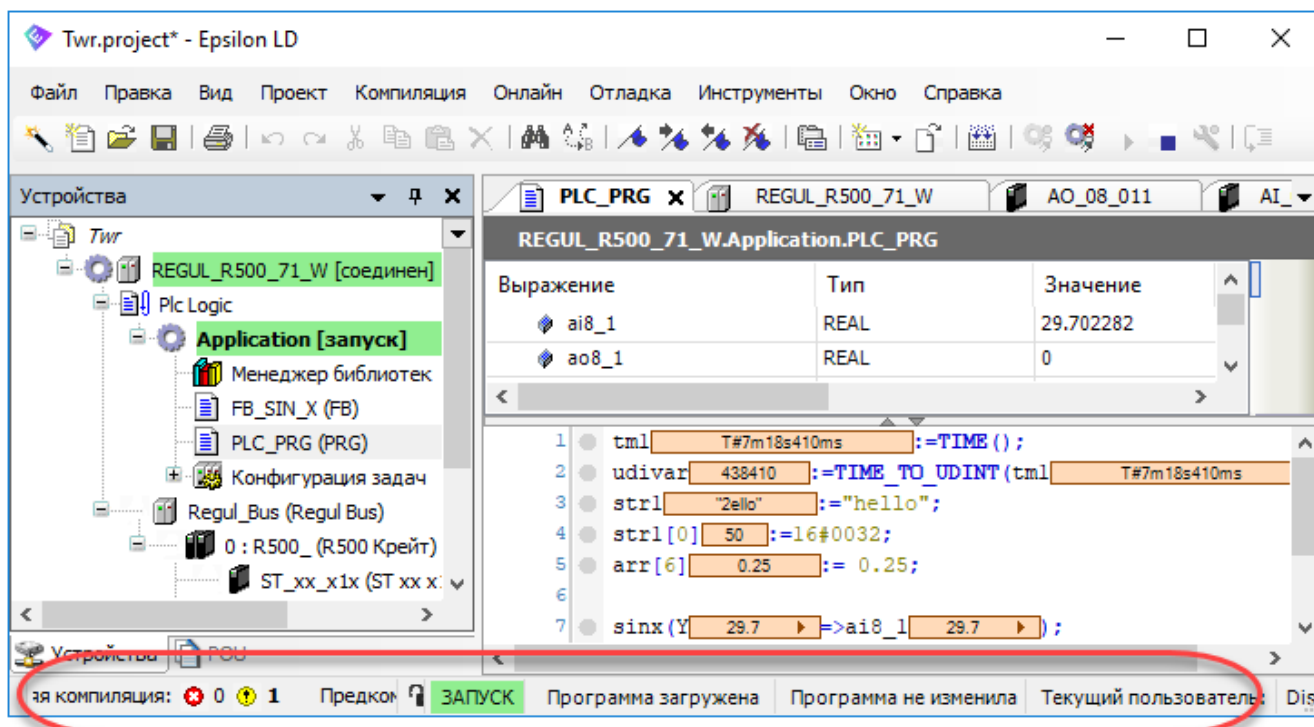 Twr.project* - Epsilon LD
Файл Правка Вид Проект Компиляция Онлайн Отладка Инструменты Окно Справка
Устройства
Twr
REGUL_R500_71_W [соединен]
Plc Logic
Application [запуск]
Менеджер библиотек
FB_SIN_X (FB)
PLC_PRG (PRG)
Конфигурация задач
Regul_Bus (Regul Bus)
0 : R500_ (R500 Крейт)
ST_xx_x1x (ST xx x
Устройства POU
PLC_PRG REGUL_R500_71_W AO_08_011 AI_
REGUL_R500_71_W.Application.PLC_PRG
Выражение Тип Значение
ai8_1 REAL 29.702282
ao8_1 REAL 0
1 tm1 T#7m18s410ms :=TIME();
2 udivar 438410 :=TIME_TO_UDINT(tm1 T#7m18s410ms
3 str1 "2ello" :="hello";
4 str1[0] 50 :=16#0032;
5 arr[6] 0.25 := 0.25;
6
7 sinx(Y 29.7 =>ai8_1 29.7 );
ая компиляция: 0 1 Предком ЗАПУСК Программа загружена Программа не изменила Текущий пользователь: Dis